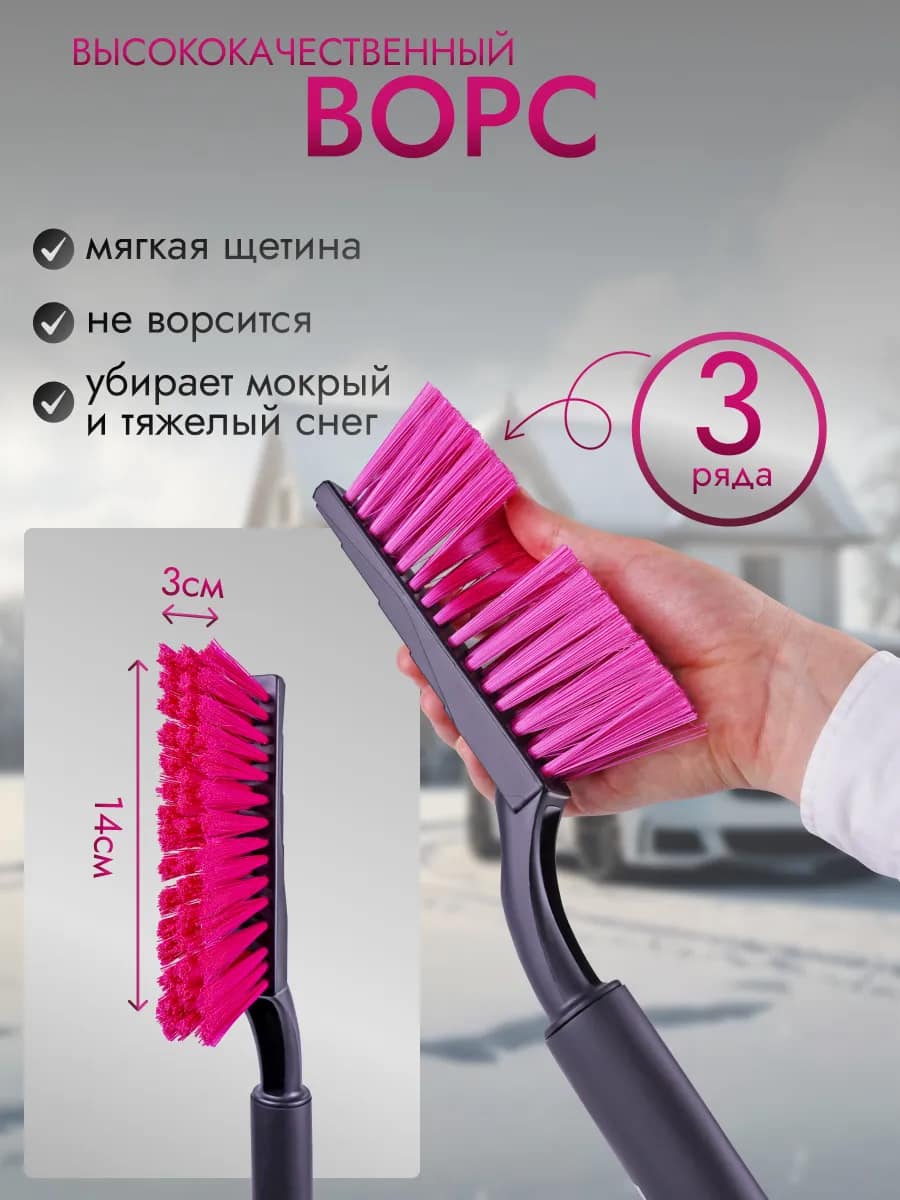 ВЫСОКОКАЧЕСТВЕННЫЙ
ВОРС
мягкая щетина
не ворсится
убирает мокрый
и тяжелый снег
3
ряда
3см
14см